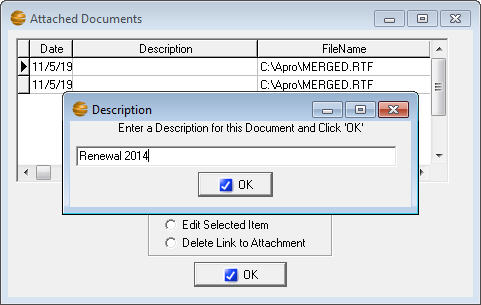 Attached Documents
Date Description FileName
11/5/19 C:\Apro\MERGED.RTF
11/5/19 C:\Apro\MERGED.RTF
Description
Enter a Description for this Document and Click 'OK'
Renewal 2014
OK
Edit Selected Item
Delete Link to Attachment
OK